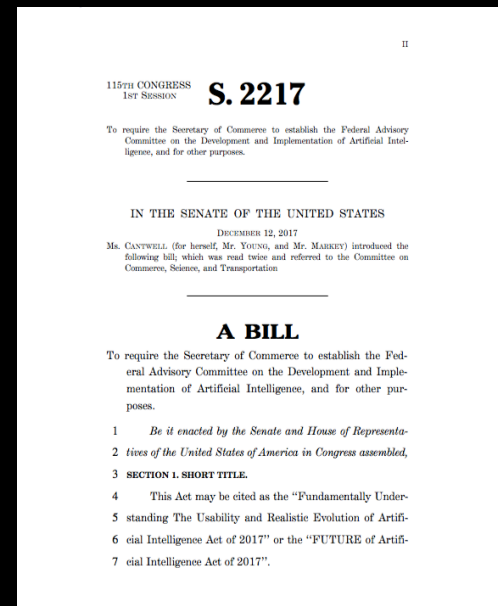 II
115TH CONGRESS
1ST SESSION
S. 2217
To require the Secretary of Commerce to establish the Federal Advisory
Committee on the Development and Implementation of Artificial Intel-
ligence, and for other purposes.
IN THE SENATE OF THE UNITED STATES
DECEMBER 12, 2017
Ms. CANTWELL (for herself, Mr. YOUNG, and Mr. MARKEY) introduced the
following bill; which was read twice and referred to the Committee on
Commerce, Science, and Transportation
A BILL
To require the Secretary of Commerce to establish the Fed-
eral Advisory Committee on the Development and Imple-
mentation of Artificial Intelligence, and for other pur-
poses.
1 Be it enacted by the Senate and House of Representa-
2 tives of the United States of America in Congress assembled,
3 SECTION 1. SHORT TITLE.
4 This Act may be cited as the “Fundamentally Under-
5 standing The Usability and Realistic Evolution of Artifi-
6 cial Intelligence Act of 2017” or the “FUTURE of Artifi-
7 cial Intelligence Act of 2017”.